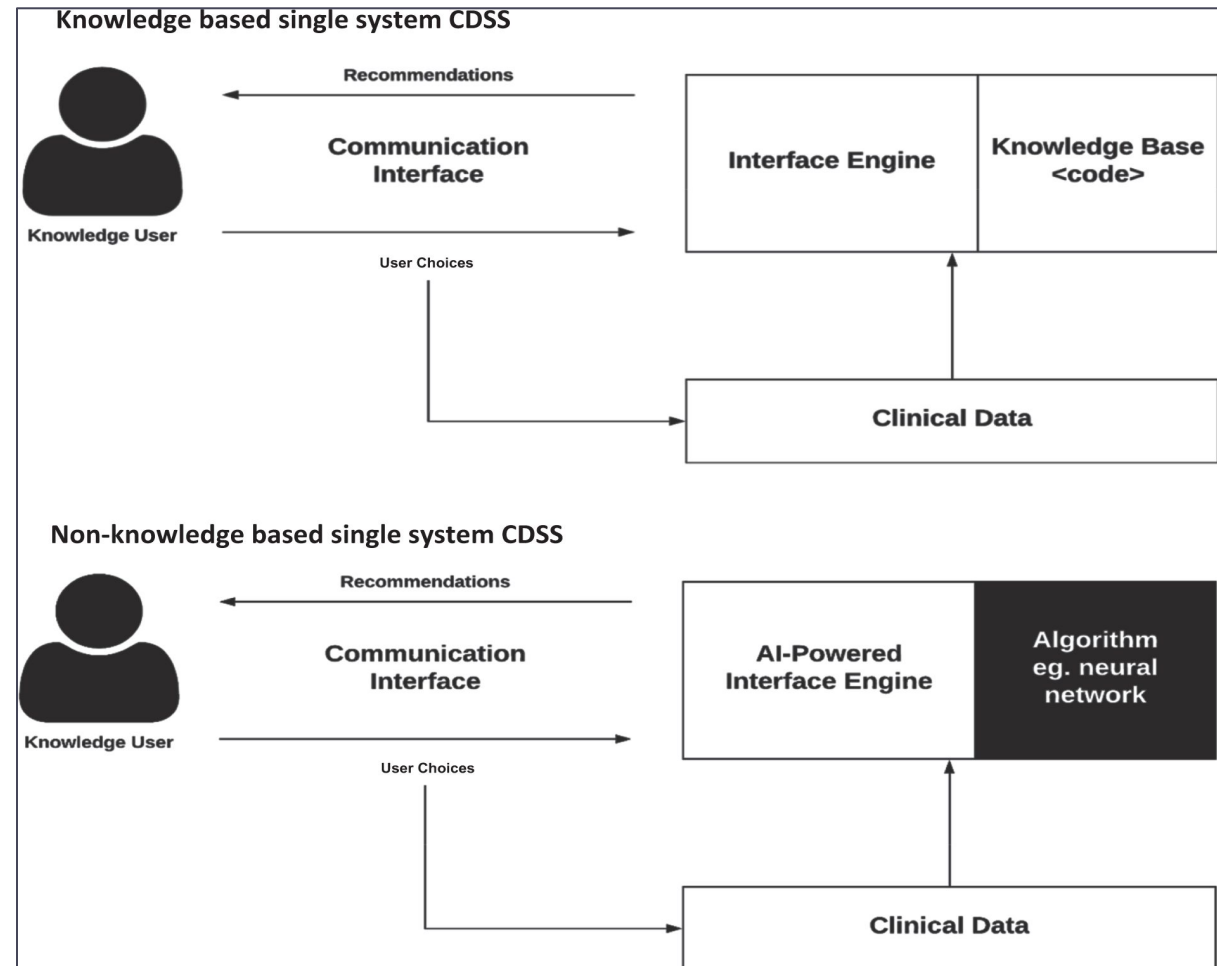 Knowledge based single system CDSS
Recommendations
Communication
Interface
Knowledge User
User Choices
Interface Engine
Knowledge Base
<code>
Clinical Data
Non-knowledge based single system CDSS
Recommendations
Communication
Interface
Knowledge User
User Choices
AI-Powered
Interface Engine
Algorithm
eg. neural
network
Clinical Data